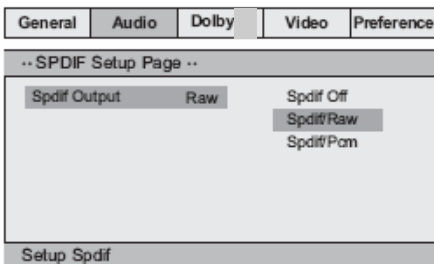 General Audio Dolby Video Preference
·· SPDIF Setup Page ··
Spdif Output Raw Spdif Off
Spdif/Raw
Spdif/Pcm
Setup Spdif